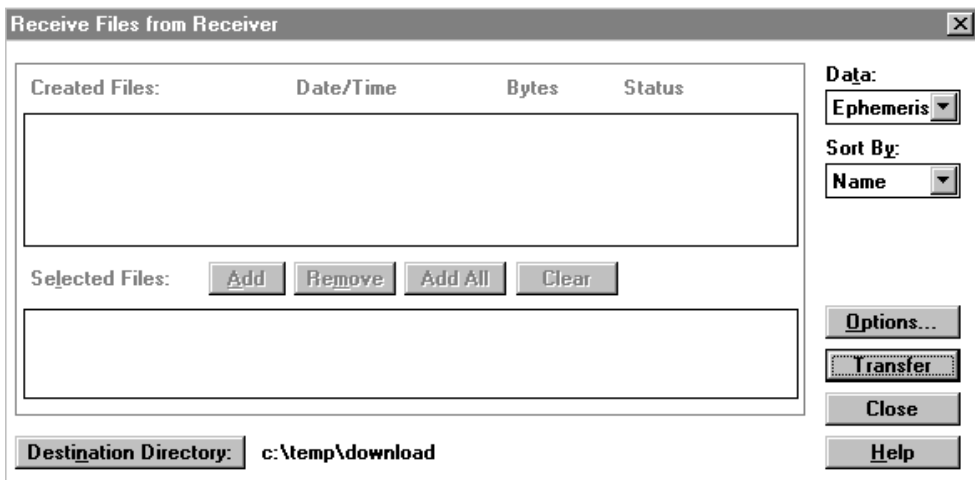 Receive Files from Receiver
Created Files: Date/Time Bytes Status
Data:
Ephemeris
Sort By:
Name
Selected Files: Add Remove Add All Clear
Options...
Transfer
Close
Help
Destination Directory: c:\temp\download